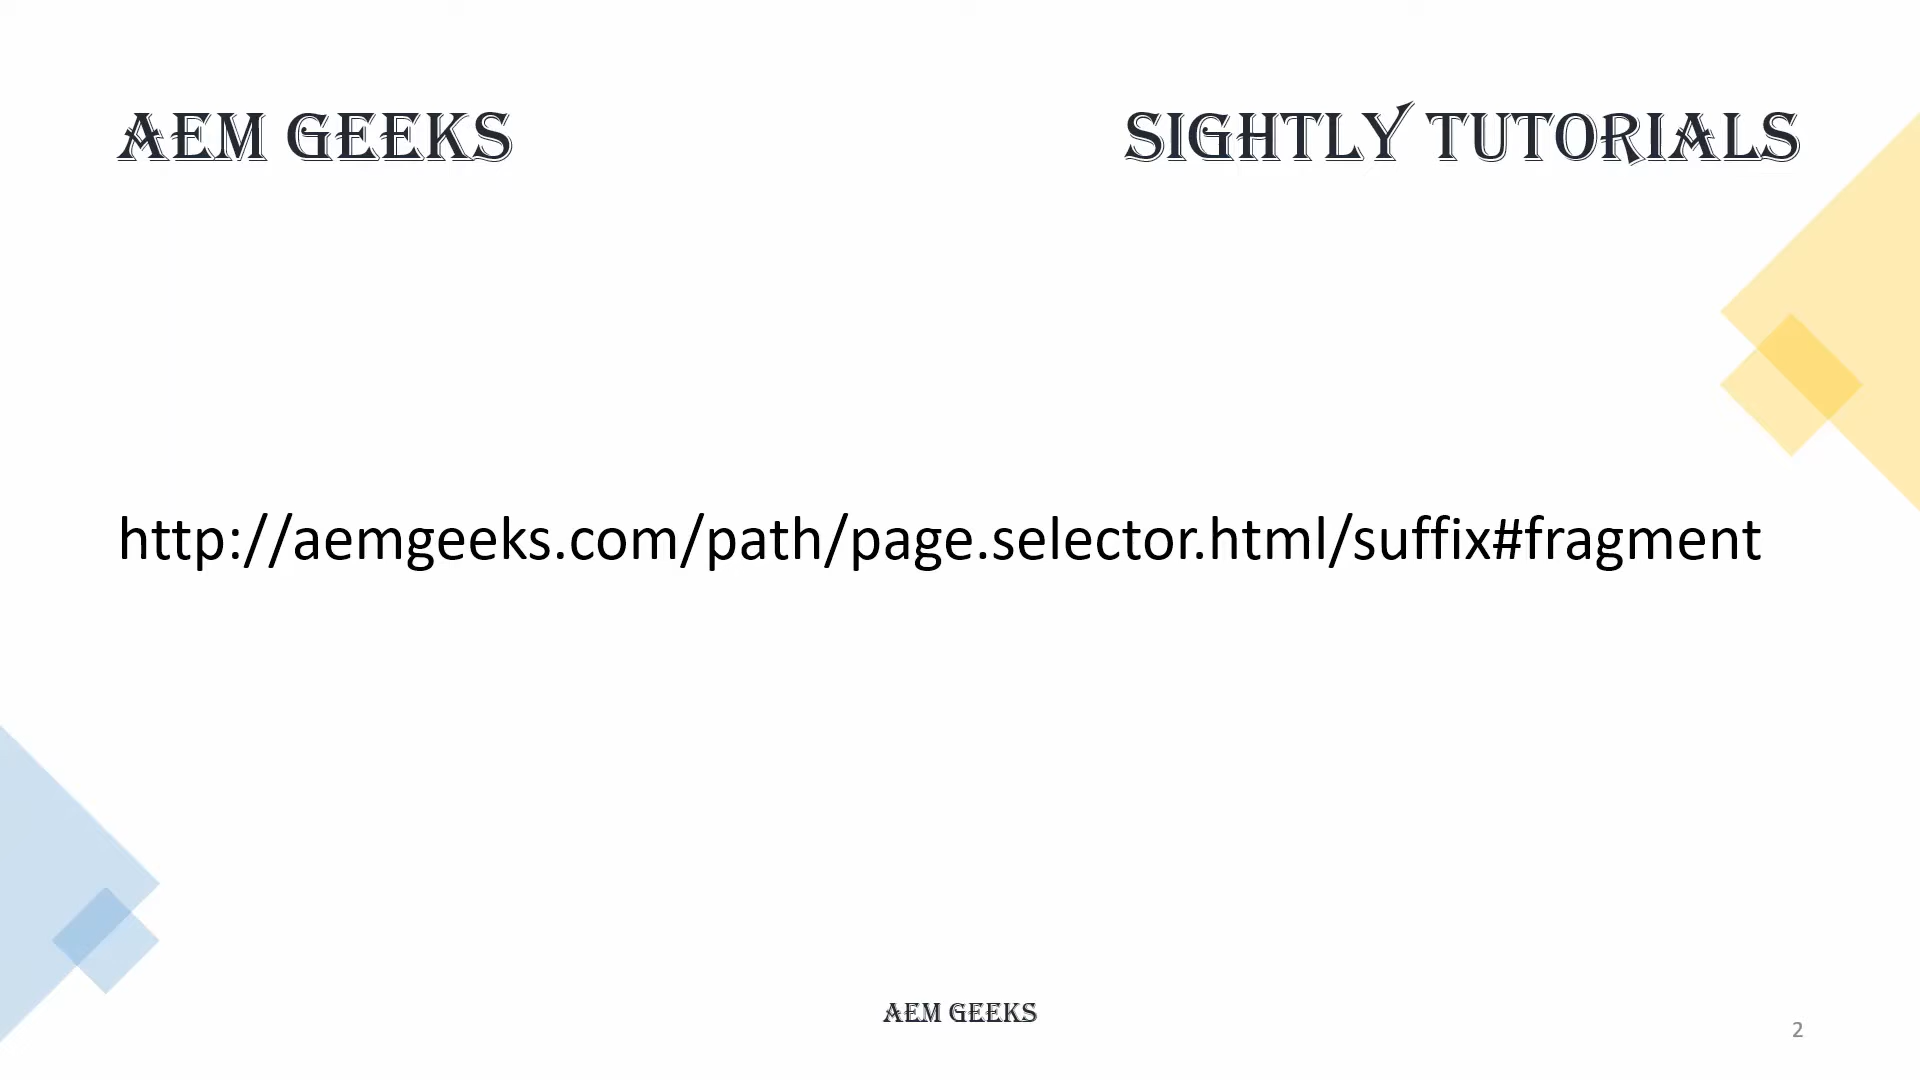 AEM GEEKS
SIGHTLY TUTORIALS
http://aemgeeks.com/path/page.selector.html/suffix#fragment
AEM GEEKS
2